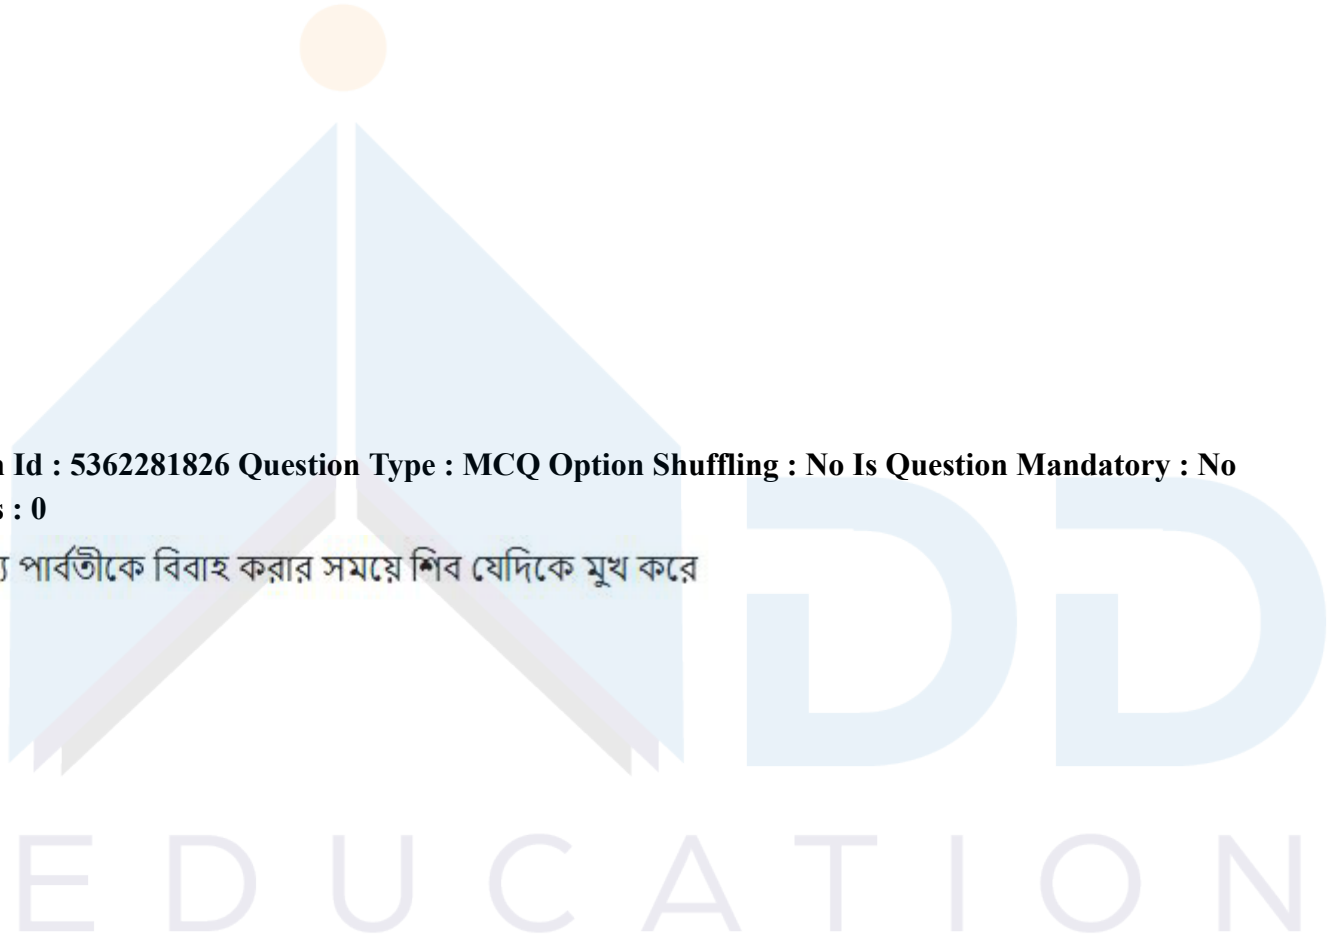 Id : 5362281826 Question Type : MCQ Option Shuffling : No Is Question Mandatory : No
: 0
পার্বতীকে বিবাহ করার সময়ে শিব যেদিকে মুখ করে
EDUCATION